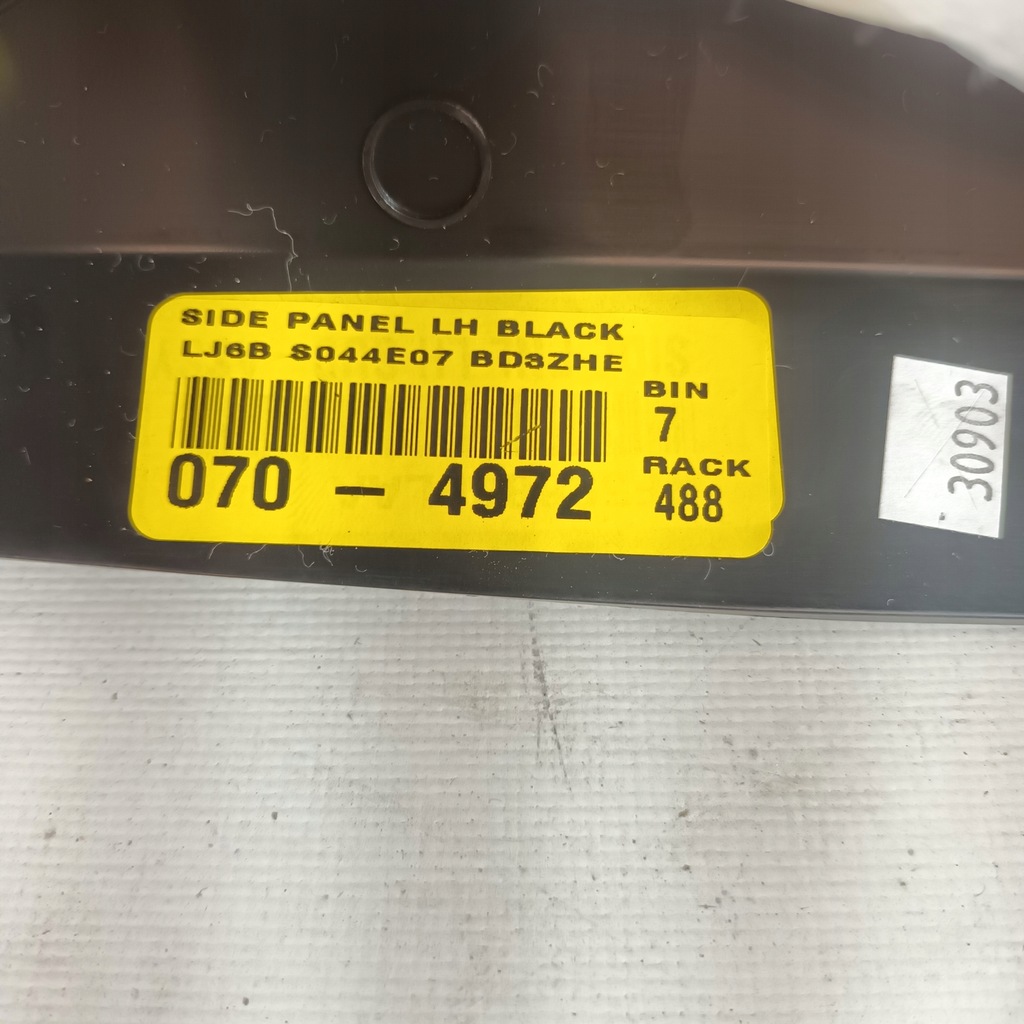 SIDE PANEL LH BLACK
LJ6B S044E07 BD3ZHE
BIN
7
070 - 4972
RACK
488
30903